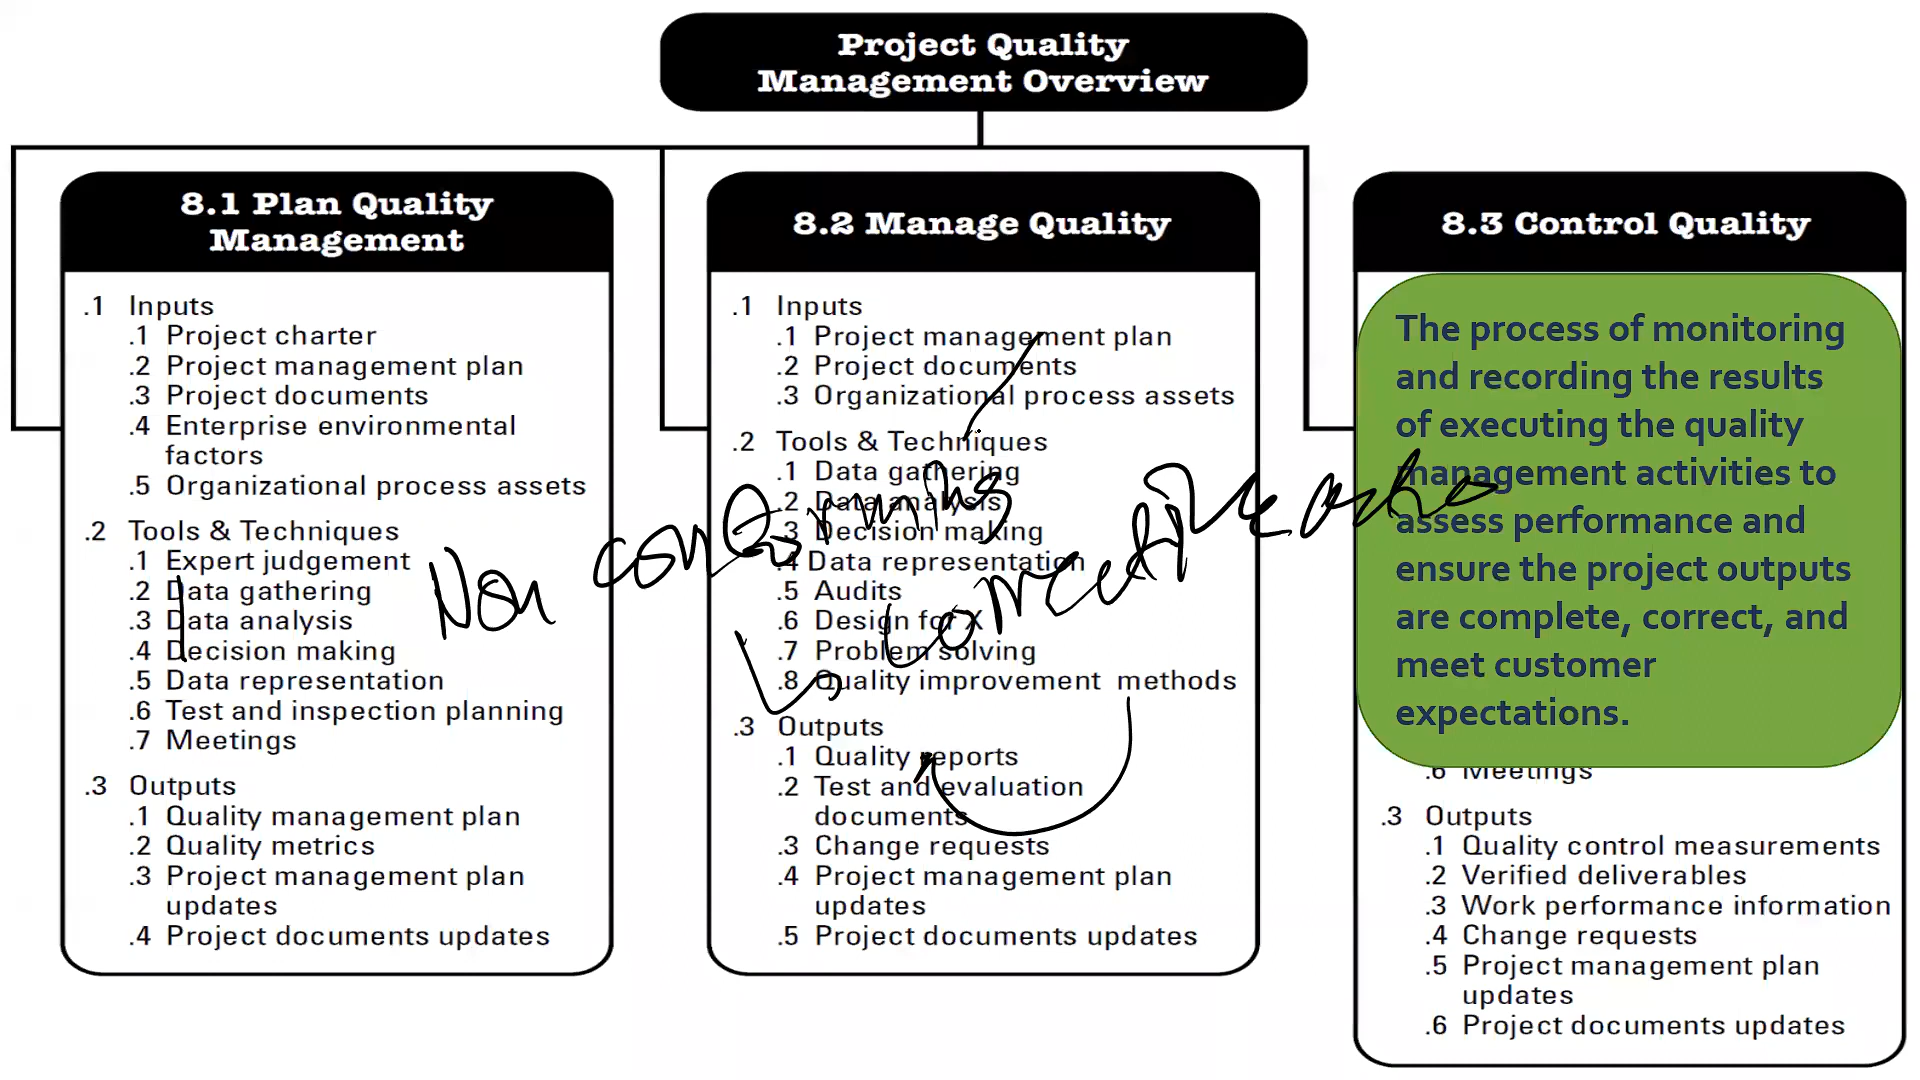 Project Quality
Management Overview
8.1 Plan Quality
Management
.1 Inputs
.1 Project charter
.2 Project management plan
.3 Project documents
.4 Enterprise environmental
factors
.5 Organizational process assets
.2 Tools & Techniques
.1 Expert judgement
.2 Data gathering
.3 Data analysis
.4 Decision making
.5 Data representation
.6 Test and inspection planning
.7 Meetings
.3 Outputs
.1 Quality management plan
.2 Quality metrics
.3 Project management plan
updates
.4 Project documents updates
8.2 Manage Quality
.1 Inputs
.1 Project management plan
.2 Project documents
.3 Organizational process assets
.2 Tools & Techniques
.1 Data gathering
.2 Data analysis
.3 Decision making
.4 Data representation
.5 Audits
.6 Design for X
.7 Problem solving
.8 Quality improvement methods
.3 Outputs
.1 Quality reports
.2 Test and evaluation
documents
.3 Change requests
.4 Project management plan
updates
.5 Project documents updates
Non conforming
corrective
8.3 Control Quality
The process of monitoring
and recording the results
of executing the quality
management activities to
assess performance and
ensure the project outputs
are complete, correct, and
meet customer
expectations.
.6 Meetings
.3 Outputs
.1 Quality control measurements
.2 Verified deliverables
.3 Work performance information
.4 Change requests
.5 Project management plan
updates
.6 Project documents updates